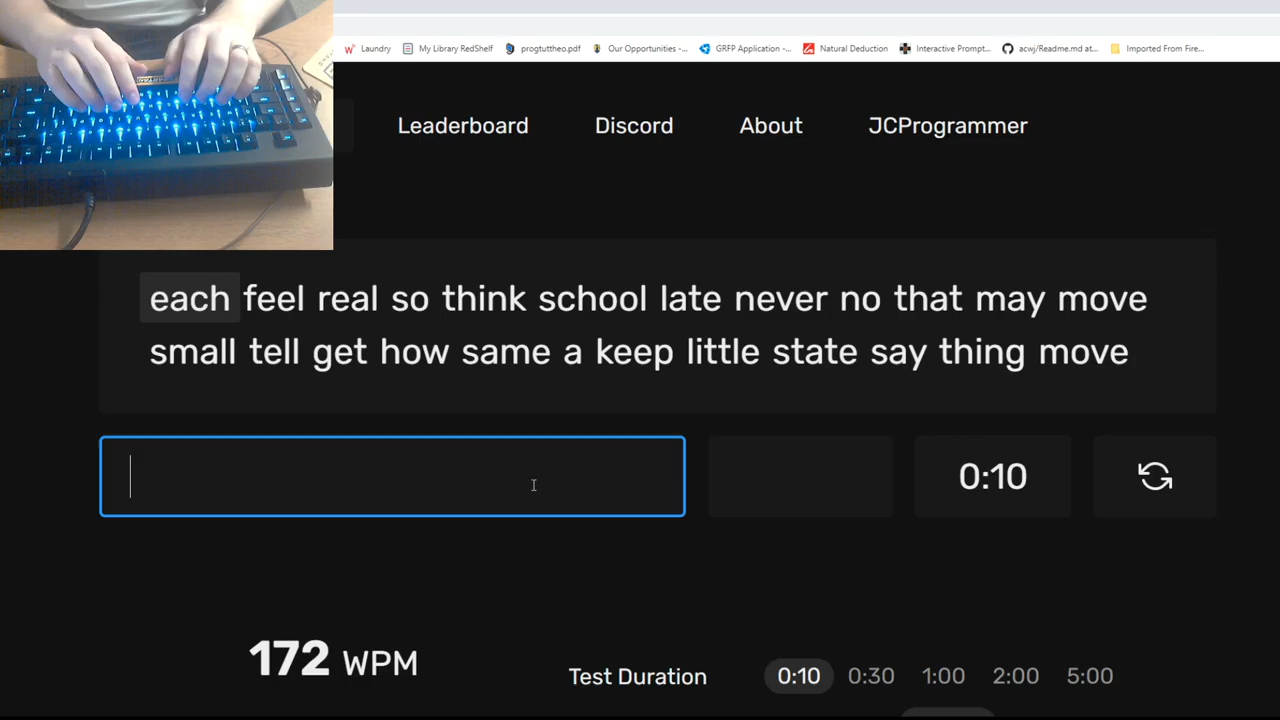 Laundry My Library RedShelf progtuttheo.pdf Our Opportunities -... GRFP Application -... Natural Deduction Interactive Prompt... acwj/Readme.md at... Imported From Fire...
Leaderboard Discord About JCProgrammer
each feel real so think school late never no that may move
small tell get how same a keep little state say thing move
0:10
172 WPM
Test Duration 0:10 0:30 1:00 2:00 5:00